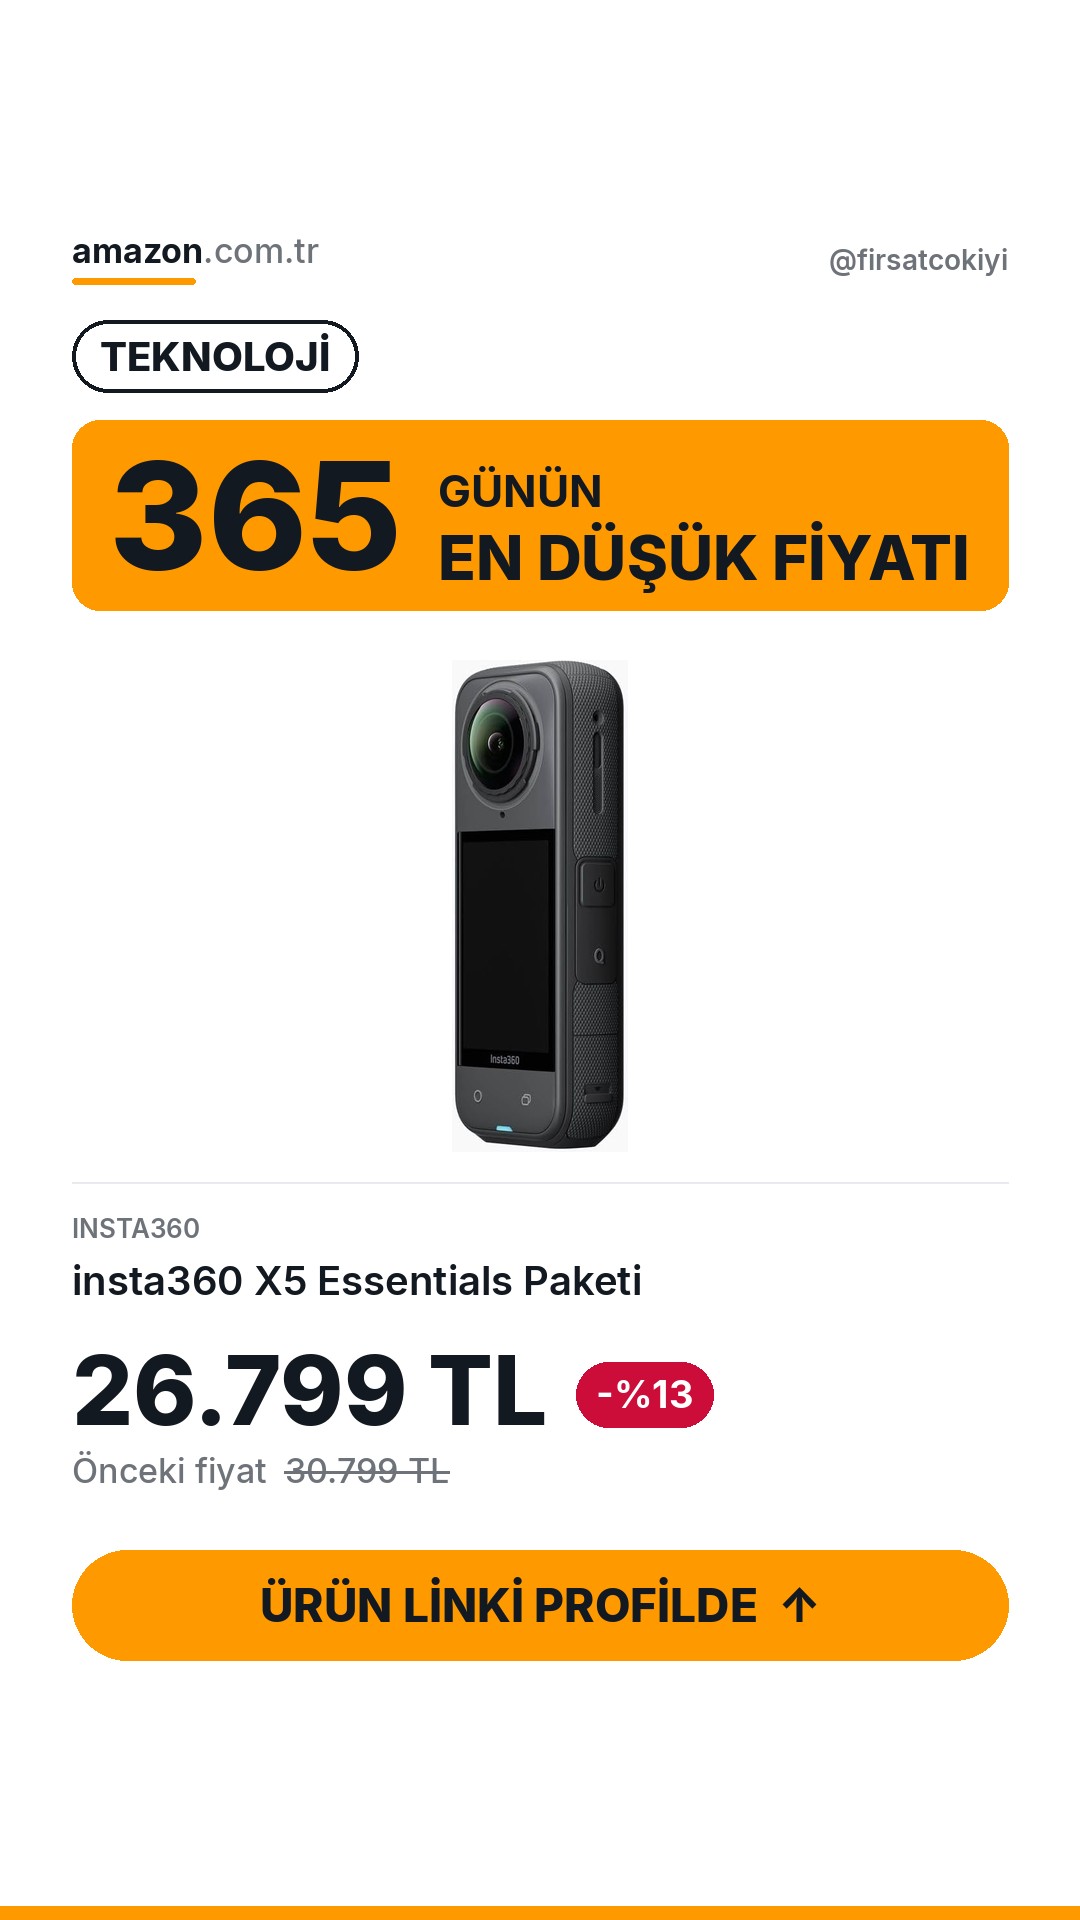 amazon.com.tr
@firsatcokiyi
TEKNOLOJİ
365
GÜNÜN
EN DÜŞÜK FİYATI
Q
Insta360
INSTA360
insta360 X5 Essentials Paketi
26.799 TL
-%13
Önceki fiyat 30.799 TL
ÜRÜN LİNKİ PROFİLDE ↑